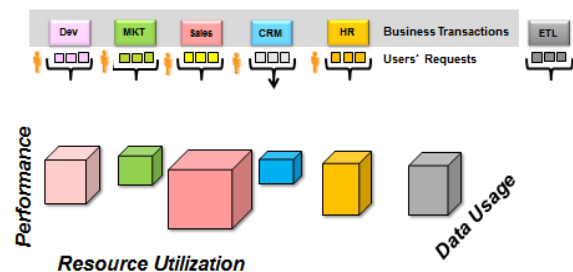 Dev MKT Sales CRM HR Business Transactions ETL
Users' Requests
Performance
Data Usage
Resource Utilization